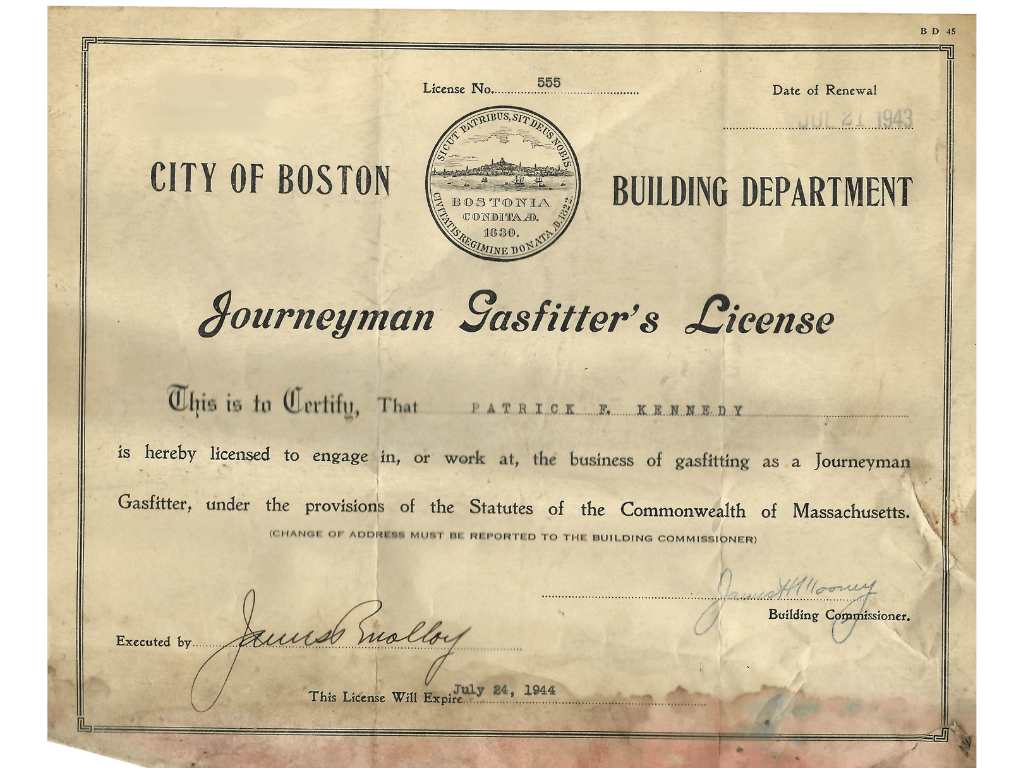 B D 45
License No. 555
Date of Renewal
JUL 21 1943
SICUT PATRIBUS, SIT DEUS NOBIS.
CITY OF BOSTON
BUILDING DEPARTMENT
BOSTONIA
CONDITA A.D.
1630.
CIVITATIS REGIMINE DONATA A.D. 1822.
Journeyman Gasfitter's License
This is to Certify, That PATRICK F. KENNEDY
is hereby licensed to engage in, or work at, the business of gasfitting as a Journeyman
Gasfitter, under the provisions of the Statutes of the Commonwealth of Massachusetts.
(CHANGE OF ADDRESS MUST BE REPORTED TO THE BUILDING COMMISSIONER)
James H Mooney
Building Commissioner.
Executed by James P Molloy
This License Will Expire July 24, 1944